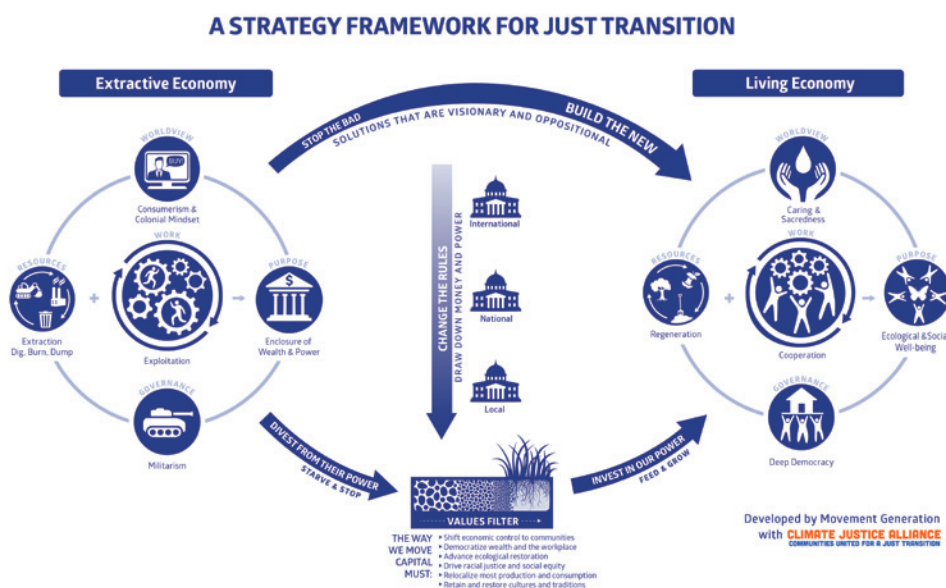 A STRATEGY FRAMEWORK FOR JUST TRANSITION
Extractive Economy
WORLDVIEW
BUY
Consumerism &
Colonial Mindset
RESOURCES
Extraction
Dig, Burn, Dump
+
WORK
Exploitation
PURPOSE
$
Enclosure of
Wealth & Power
GOVERNANCE
Militarism
STOP THE BAD
BUILD THE NEW
SOLUTIONS THAT ARE VISIONARY AND OPPOSITIONAL
CHANGE THE RULES
DRAW DOWN MONEY AND POWER
International
National
Local
DIVEST FROM THEIR POWER
STARVE & STOP
VALUES FILTER
INVEST IN OUR POWER
FEED & GROW
THE WAY
WE MOVE
CAPITAL
MUST:
Shift economic control to communities
Democratize wealth and the workplace
Advance ecological restoration
Drive racial justice and social equity
Relocalize most production and consumption
Retain and restore cultures and traditions
Living Economy
WORLDVIEW
Caring &
Sacredness
RESOURCES
Regeneration
+
WORK
Cooperation
PURPOSE
Ecological & Social
Well-being
GOVERNANCE
Deep Democracy
Developed by Movement Generation
with CLIMATE JUSTICE ALLIANCE
COMMUNITIES UNITED FOR A JUST TRANSITION